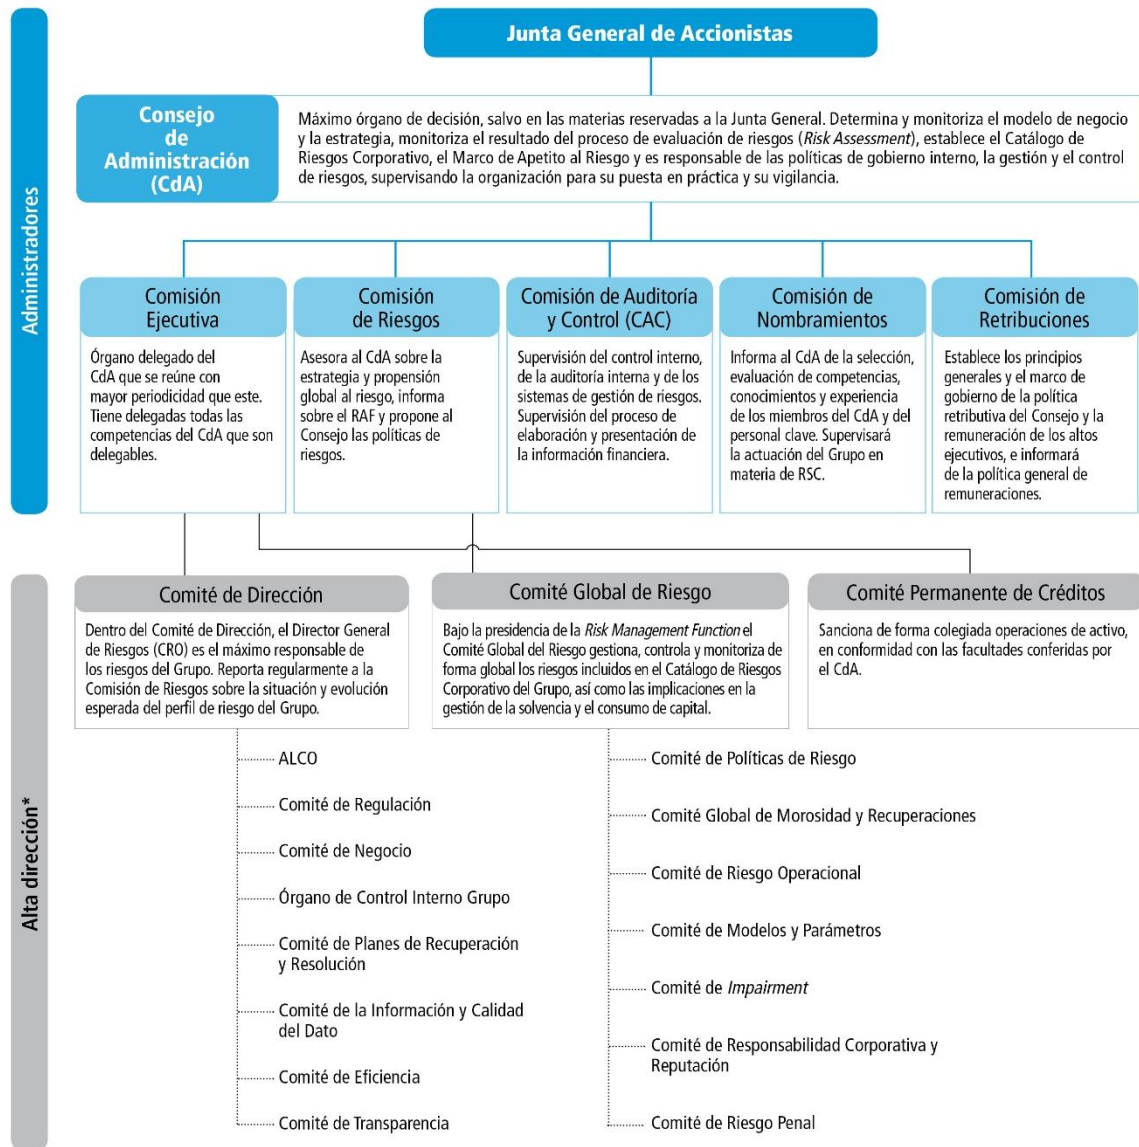 Junta General de Accionistas
Administradores
Consejo
de
Administración
(CdA)
Máximo órgano de decisión, salvo en las materias reservadas a la Junta General. Determina y monitoriza el modelo de negocio
y la estrategia, monitoriza el resultado del proceso de evaluación de riesgos (Risk Assessment), establece el Catálogo de
Riesgos Corporativo, el Marco de Apetito al Riesgo y es responsable de las políticas de gobierno interno, la gestión y el control
de riesgos, supervisando la organización para su puesta en práctica y su vigilancia.
Comisión
Ejecutiva
Órgano delegado del
CdA que se reúne con
mayor periodicidad que este.
Tiene delegadas todas las
competencias del CdA que son
delegables.
Comisión
de Riesgos
Asesora al CdA sobre la
estrategia y propensión
global al riesgo, informa
sobre el RAF y propone al
Consejo las políticas de
riesgos.
Comisión de Auditoría
y Control (CAC)
Supervisión del control interno,
de la auditoría interna y de los
sistemas de gestión de riesgos.
Supervisión del proceso de
elaboración y presentación de
la información financiera.
Comisión de
Nombramientos
Informa al CdA de la selección,
evaluación de competencias,
conocimientos y experiencia
de los miembros del CdA y del
personal clave. Supervisará
la actuación del Grupo en
materia de RSC.
Comisión de
Retribuciones
Establece los principios
generales y el marco de
gobierno de la política
retributiva del Consejo y la
remuneración de los altos
ejecutivos, e informará
de la política general de
remuneraciones.
Alta dirección*
Comité de Dirección
Dentro del Comité de Dirección, el Director General
de Riesgos (CRO) es el máximo responsable de
los riesgos del Grupo. Reporta regularmente a la
Comisión de Riesgos sobre la situación y evolución
esperada del perfil de riesgo del Grupo.
Comité Global de Riesgo
Bajo la presidencia de la Risk Management Function el
Comité Global del Riesgo gestiona, controla y monitoriza de
forma global los riesgos incluidos en el Catálogo de Riesgos
Corporativo del Grupo, así como las implicaciones en la
gestión de la solvencia y el consumo de capital.
Comité Permanente de Créditos
Sanciona de forma colegiada operaciones de activo,
en conformidad con las facultades conferidas por
el CdA.
ALCO
Comité de Regulación
Comité de Negocio
Órgano de Control Interno Grupo
Comité de Planes de Recuperación
y Resolución
Comité de la Información y Calidad
del Dato
Comité de Eficiencia
Comité de Transparencia
Comité de Políticas de Riesgo
Comité Global de Morosidad y Recuperaciones
Comité de Riesgo Operacional
Comité de Modelos y Parámetros
Comité de Impairment
Comité de Responsabilidad Corporativa y
Reputación
Comité de Riesgo Penal